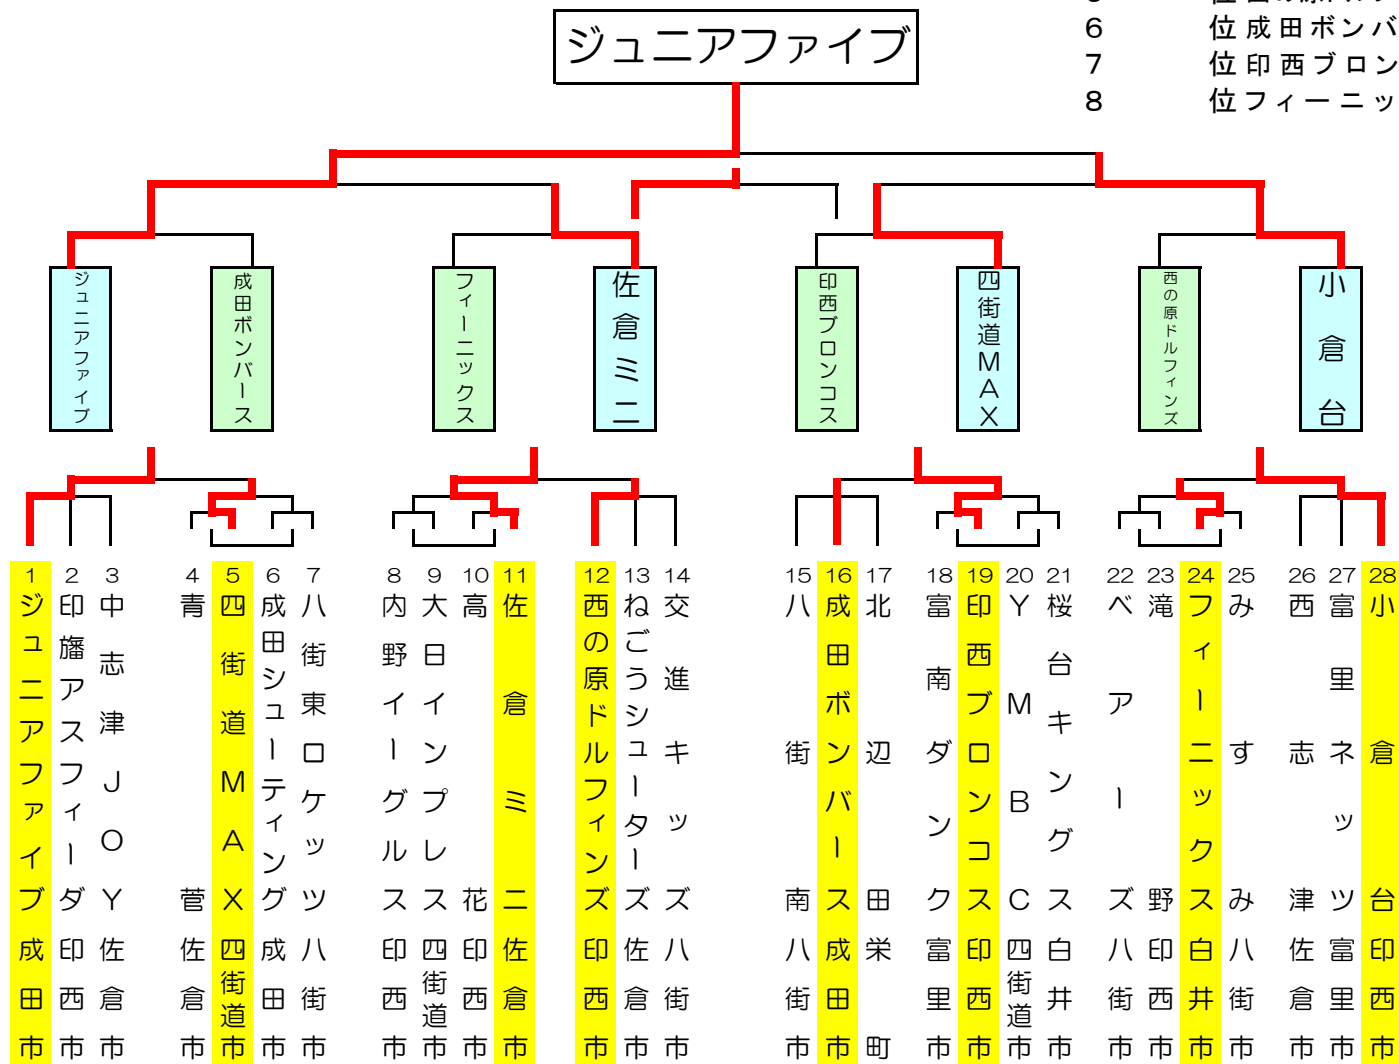 ジュニアファイブ
6 位 成田ボンバ
7 位 印西ブロン
8 位 フィーニッ
ジュニアファイブ
成田ボンバース
フィーニックス
佐倉ミニ
印西ブロンコス
四街道MAX
西の原ドルフィンズ
小倉台
1 ジュニアファイブ 成田市
2 印旛アスフィーダ 印西市
3 中志津JOY 佐倉市
4 青菅 佐倉市
5 四街道MAX 四街道市
6 成田シューティング 成田市
7 八街東ロケッツ 八街市
8 内野イーグルス 印西市
9 大日インプレス 四街道市
10 高花 印西市
11 佐倉ミニ 佐倉市
12 西の原ドルフィンズ 印西市
13 ねごうシューターズ 佐倉市
14 交進キッズ 八街市
15 八街南 八街市
16 成田ボンバース 成田市
17 北辺田 栄町
18 富南ダンク 富里市
19 印西ブロンコス 印西市
20 YMBC 四街道市
21 桜台キングス 白井市
22 ベアーズ 八街市
23 滝野 印西市
24 フィーニックス 白井市
25 みすみ 八街市
26 西志津 佐倉市
27 富里ネッツ 富里市
28 小倉台 印西市